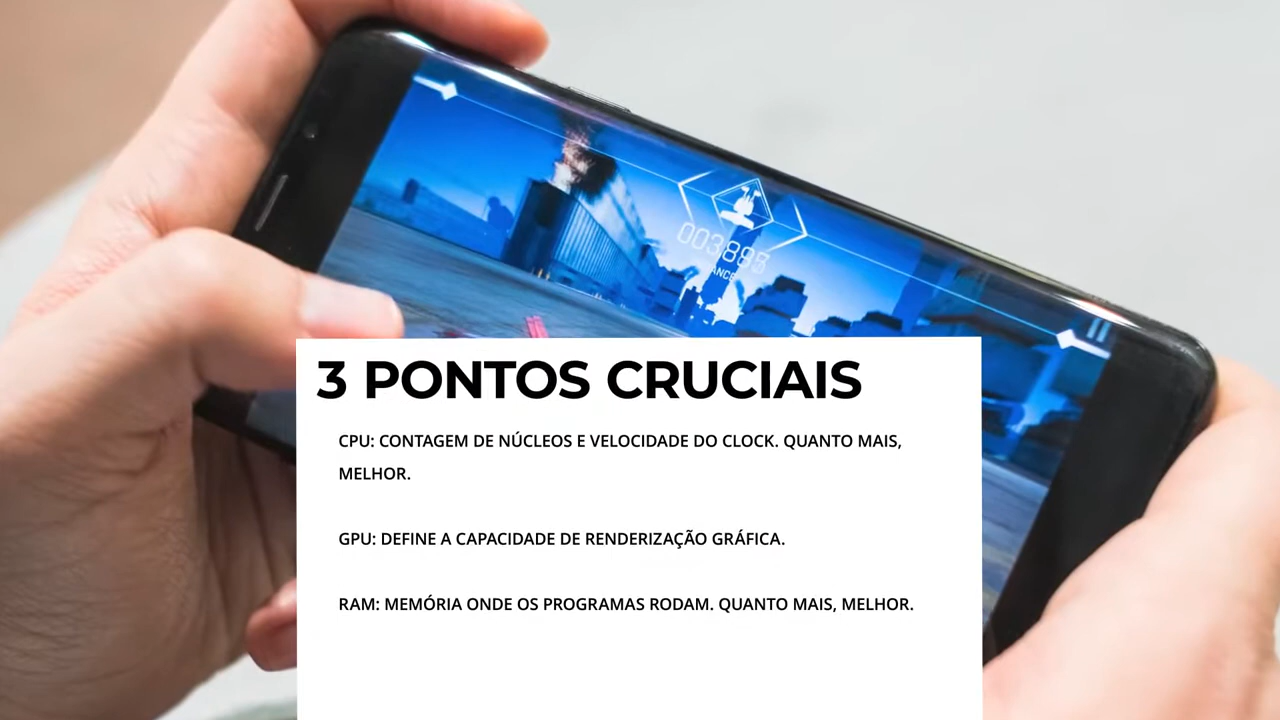 003885
3 PONTOS CRUCIAIS
CPU: CONTAGEM DE NÚCLEOS E VELOCIDADE DO CLOCK. QUANTO MAIS,
MELHOR.
GPU: DEFINE A CAPACIDADE DE RENDERIZAÇÃO GRÁFICA.
RAM: MEMÓRIA ONDE OS PROGRAMAS RODAM. QUANTO MAIS, MELHOR.